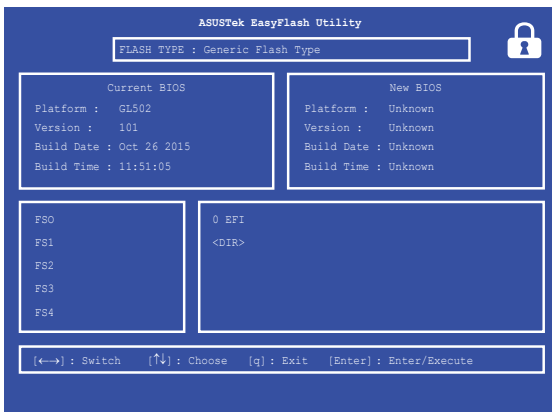 ASUSTek EasyFlash Utility
FLASH TYPE : Generic Flash Type
Current BIOS
Platform : GL502
Version : 101
Build Date : Oct 26 2015
Build Time : 11:51:05
New BIOS
Platform : Unknown
Version : Unknown
Build Date : Unknown
Build Time : Unknown
FS0
FS1
FS2
FS3
FS4
0 EFI
<DIR>
[←→] : Switch [↑↓] : Choose [q] : Exit [Enter] : Enter/Execute